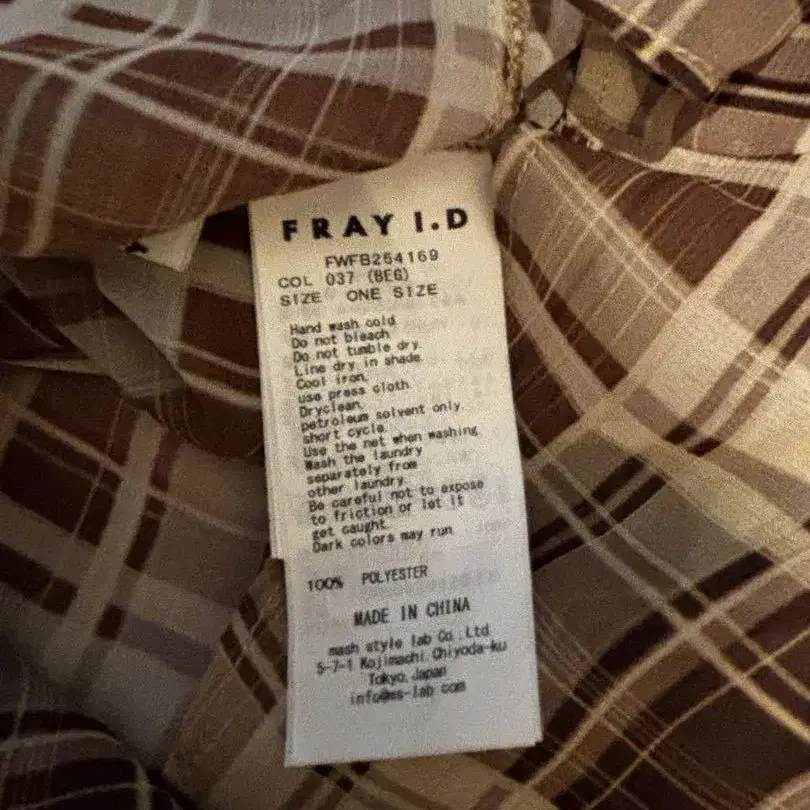 FRAY I.D
FWFB254169
COL 037 (BEG)
SIZE ONE SIZE
Hand wash cold
Do not bleach
Do not tumble dry
Line dry in shade.
Cool iron,
use press cloth.
Dryclean,
petroleum solvent only,
short cycle.
Use the net when washing
Wash the laundry
separately from
other laundry.
Be careful not to expose
to friction or let it
get caught.
Dark colors may run
100% POLYESTER
MADE IN CHINA
mash style lab Co.,Ltd.
5-7-1 Kojimachi,Chiyoda-ku
Tokyo,Japan
info@ms-lab.com